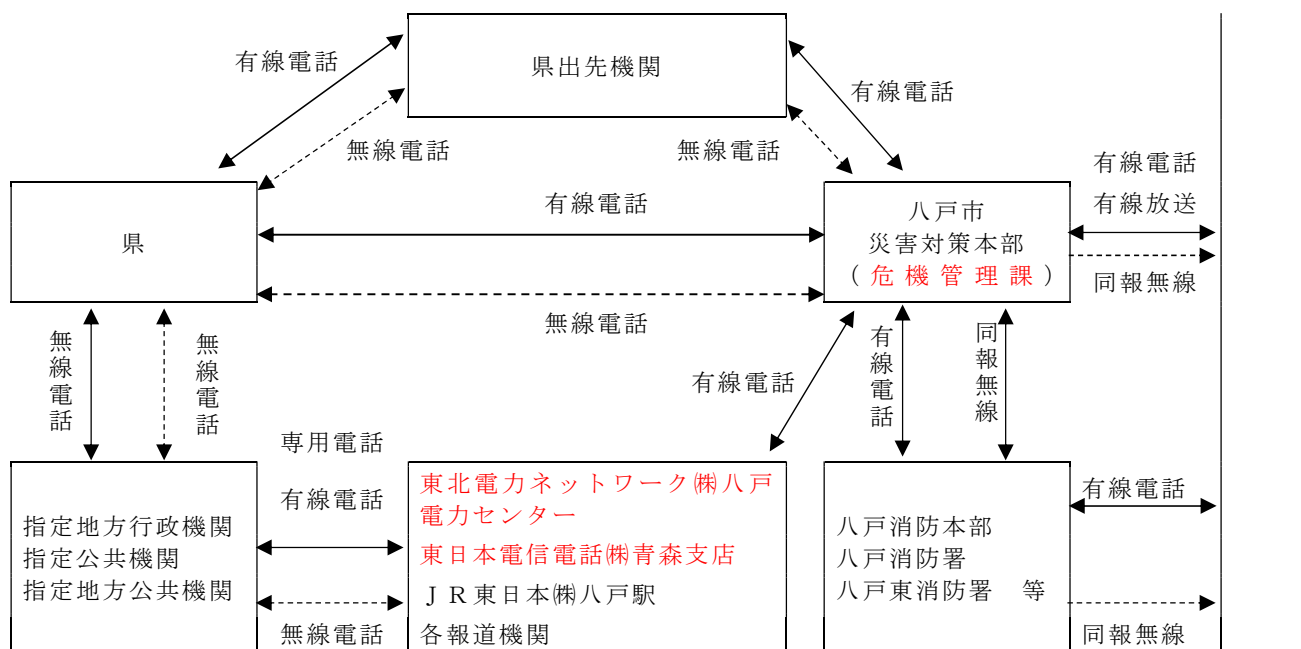 有線電話
県出先機関
有線電話
無線電話
無線電話
有線電話
有線放送
同報無線
県
有線電話
無線電話
八戸市
災害対策本部
（危機管理課）
無線電話
無線電話
有線電話
有線電話
同報無線
専用電話
有線電話
無線電話
指定地方行政機関
指定公共機関
指定地方公共機関
東北電力ネットワーク㈱八戸
電力センター
東日本電信電話㈱青森支店
ＪＲ東日本㈱八戸駅
各報道機関
八戸消防本部
八戸消防署
八戸東消防署　等
有線電話
同報無線